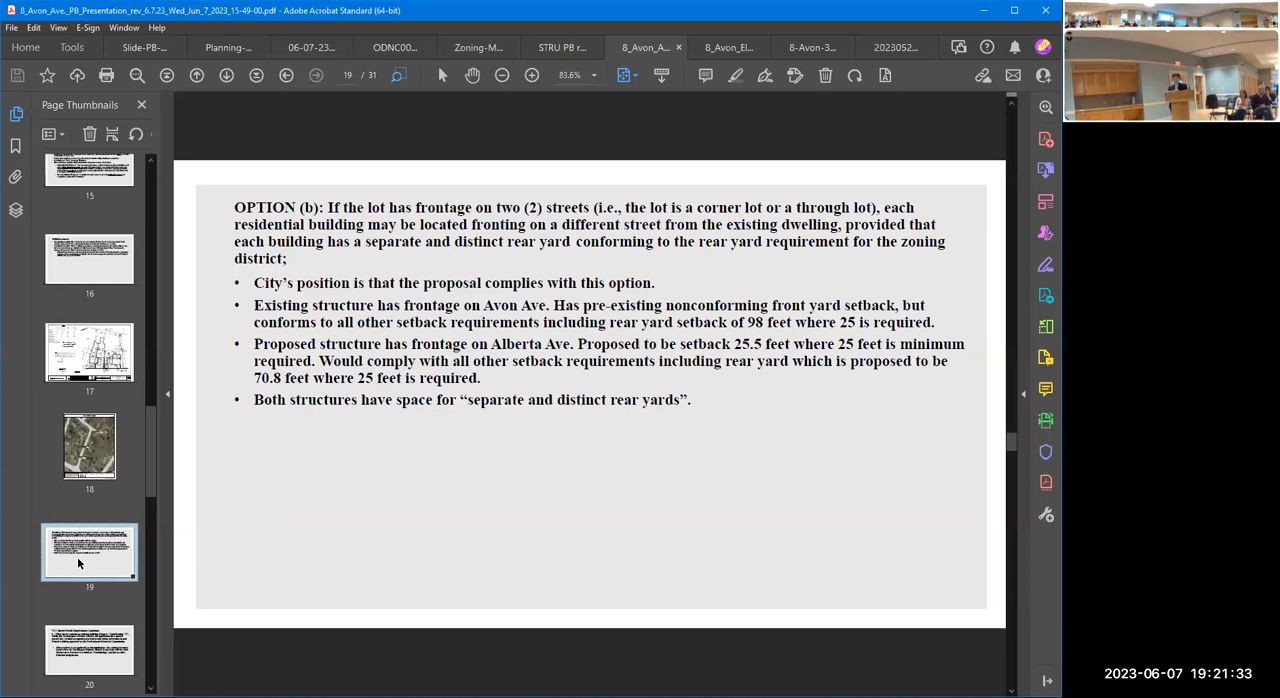 8_Avon_Ave._PB_Presentation_rev_6.7.23_Wed_Jun_7_2023_15-49-00.pdf - Adobe Acrobat Standard (64-bit)
File Edit View E-Sign Window Help
Home Tools Slide-PB-... Planning-... 06-07-23... ODNC00... Zoning-M... STRU PB r... 8_Avon_A... × 8_Avon_El... 8-Avon-3... 2023052...
19 / 31 83.6%
Page Thumbnails
15
16
17
18
19
20
OPTION (b): If the lot has frontage on two (2) streets (i.e., the lot is a corner lot or a through lot), each
residential building may be located fronting on a different street from the existing dwelling, provided that
each building has a separate and distinct rear yard conforming to the rear yard requirement for the zoning
district;
• City's position is that the proposal complies with this option.
• Existing structure has frontage on Avon Ave. Has pre-existing nonconforming front yard setback, but
conforms to all other setback requirements including rear yard setback of 98 feet where 25 is required.
• Proposed structure has frontage on Alberta Ave. Proposed to be setback 25.5 feet where 25 feet is minimum
required. Would comply with all other setback requirements including rear yard which is proposed to be
70.8 feet where 25 feet is required.
• Both structures have space for “separate and distinct rear yards”.
2023-06-07 19:21:33